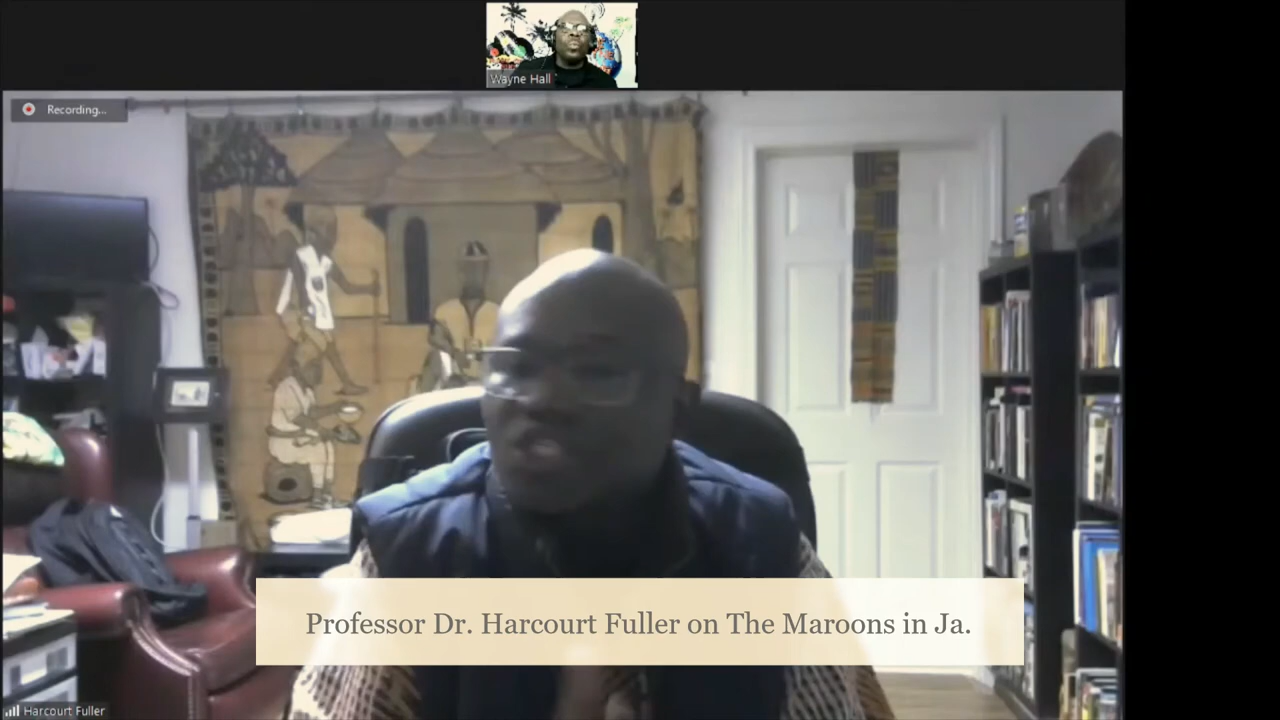 Wayne Hall
Recording...
Professor Dr. Harcourt Fuller on The Maroons in Ja.
Harcourt Fuller